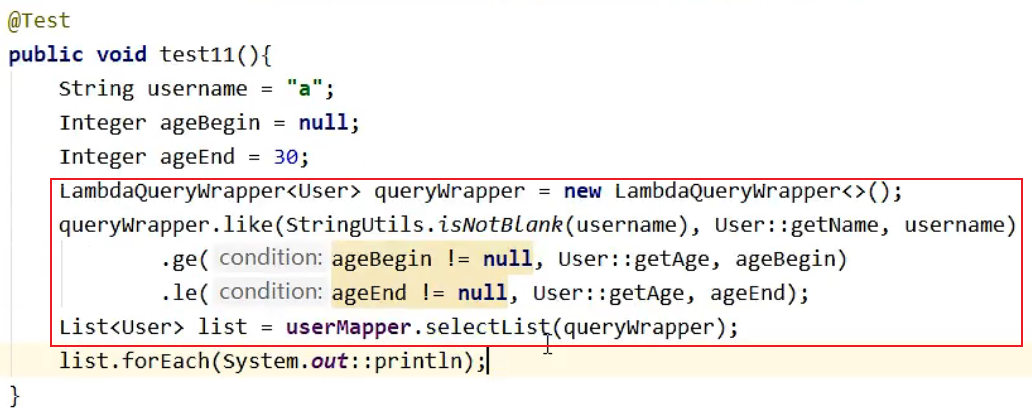 @Test
public void test11(){
    String username = "a";
    Integer ageBegin = null;
    Integer ageEnd = 30;
    LambdaQueryWrapper<User> queryWrapper = new LambdaQueryWrapper<>();
    queryWrapper.like(StringUtils.isNotBlank(username), User::getName, username)
            .ge( condition: ageBegin != null, User::getAge, ageBegin)
            .le( condition: ageEnd != null, User::getAge, ageEnd);
    List<User> list = userMapper.selectList(queryWrapper);
    list.forEach(System.out::println);
}